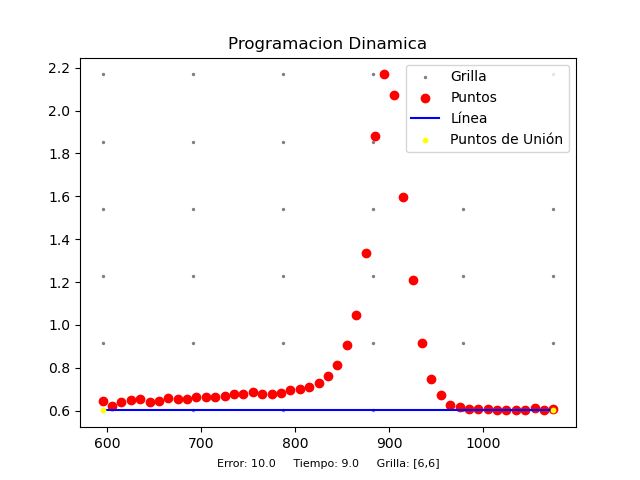 Programacion Dinamica
2.2
2.0
1.8
1.6
1.4
1.2
1.0
0.8
0.6
Grilla
Puntos
Línea
Puntos de Unión
600 700 800 900 1000
Error: 10.0 Tiempo: 9.0 Grilla: [6,6]